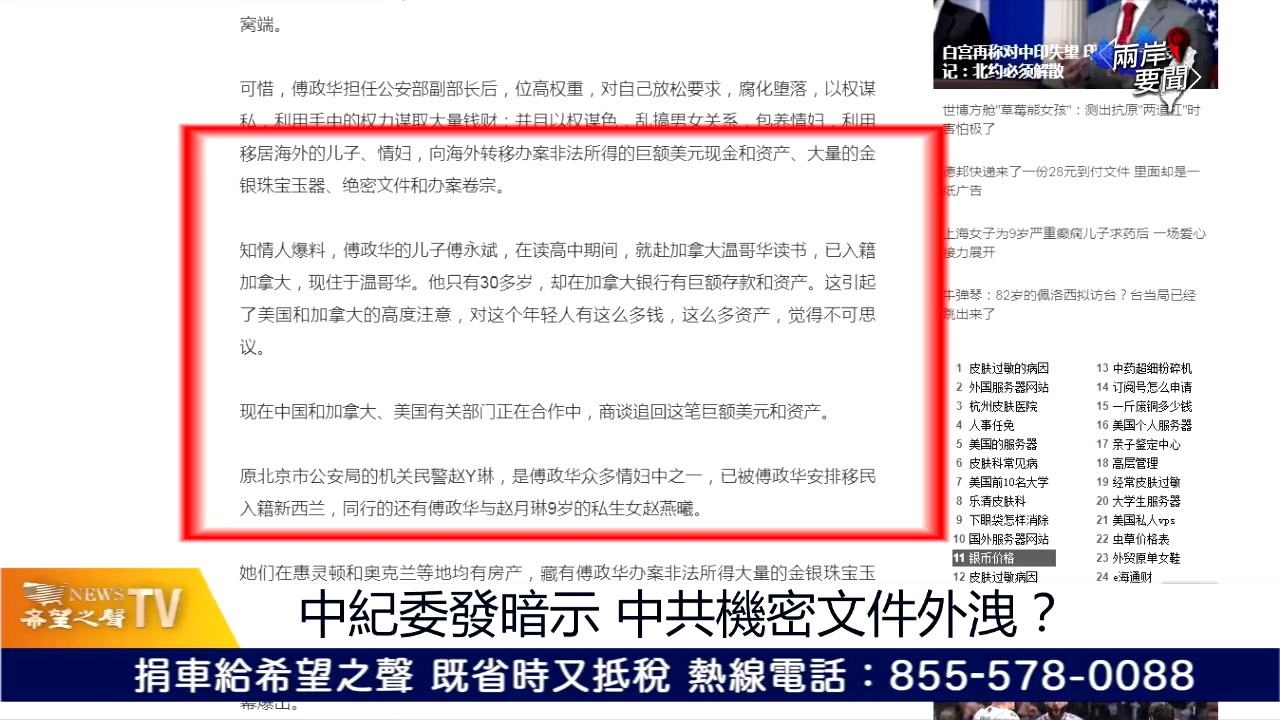 窝端。
可惜，傅政华担任公安部副部长后，位高权重，对自己放松要求，腐化堕落，以权谋
私，利用手中的权力谋取大量钱财；并且以权谋色，乱搞男女关系，包养情妇，利用
移居海外的儿子、情妇，向海外转移办案非法所得的巨额美元现金和资产、大量的金
银珠宝玉器、绝密文件和办案卷宗。
知情人爆料，傅政华的儿子傅永斌，在读高中期间，就赴加拿大温哥华读书，已入籍
加拿大，现住于温哥华。他只有30多岁，却在加拿大银行有巨额存款和资产。这引起
了美国和加拿大的高度注意，对这个年轻人有这么多钱，这么多资产，觉得不可思
议。
现在中国和加拿大、美国有关部门正在合作中，商谈追回这笔巨额美元和资产。
原北京市公安局的机关民警赵Y琳，是傅政华众多情妇中之一，已被傅政华安排移民
入籍新西兰，同行的还有傅政华与赵月琳9岁的私生女赵燕曦。
她们在惠灵顿和奥克兰等地均有房产，藏有傅政华办案非法所得大量的金银珠宝玉
白宫再称对中印失望 印
记：北约必须解散
兩岸
要聞
世博方舱"草莓熊女孩"：测出抗原"两道杠"时
害怕极了
德邦快递来了一份28元到付文件 里面却是一
纸广告
上海女子为9岁严重癫痫儿子求药后 一场爱心
接力展开
牛弹琴：82岁的佩洛西拟访台？台当局已经
跳出来了
1 皮肤过敏的病因
2 外国服务器网站
3 杭州皮肤医院
4 人事任免
5 美国的服务器
6 皮肤科常见病
7 美国前10名大学
8 乐清皮肤科
9 下眼袋怎样消除
10 国外服务器网站
11 银币价格
12 皮肤过敏病因
13 中药超细粉碎机
14 订阅号怎么申请
15 一斤废铜多少钱
16 美国个人服务器
17 亲子鉴定中心
18 高层管理
19 经常皮肤过敏
20 大学生服务器
21 美国私人vps
22 虫草价格表
23 外贸原单女鞋
24 e海通财
NEWS
希望之聲TV
中紀委發暗示 中共機密文件外洩？
捐車給希望之聲 既省時又抵稅 熱線電話：855-578-0088
幕爆出。